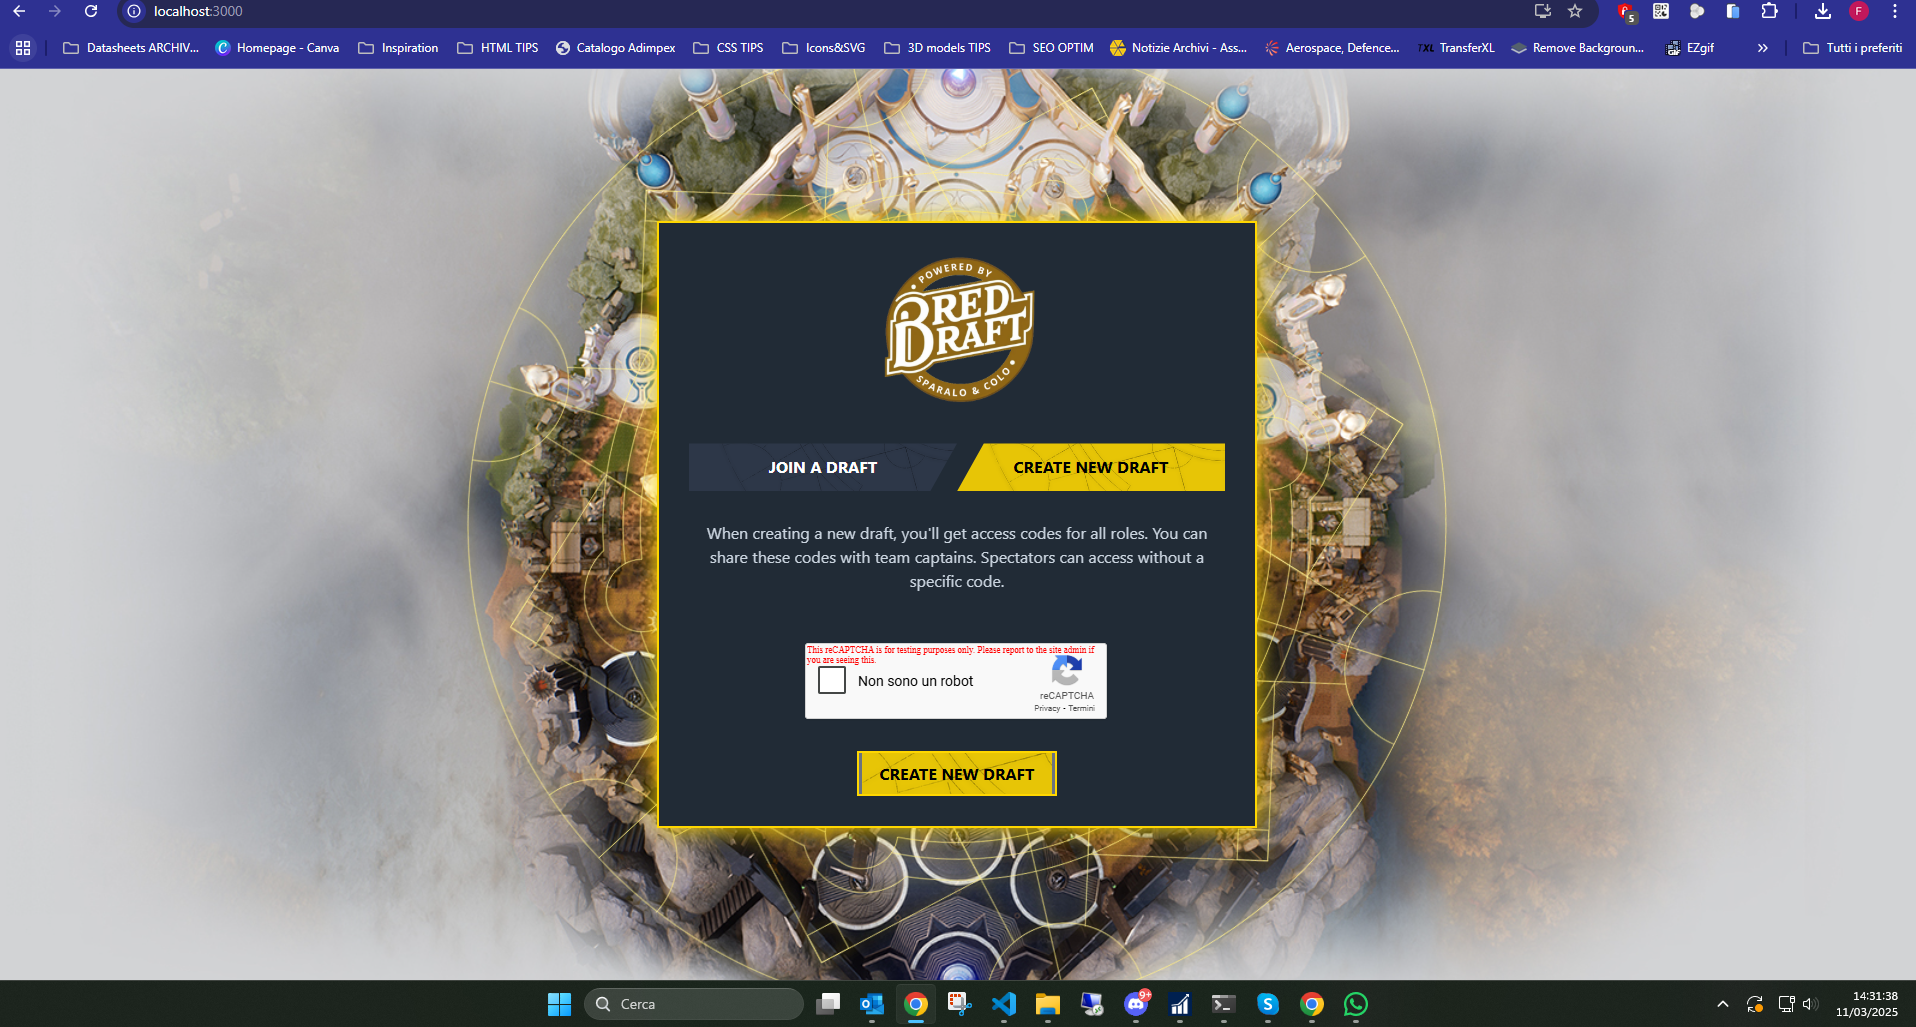 localhost:3000
5
F
Datasheets ARCHIV...
C
Homepage - Canva
Inspiration
HTML TIPS
Catalogo Adimpex
CSS TIPS
Icons&SVG
3D models TIPS
SEO OPTIM
Notizie Archivi - Ass...
Aerospace, Defence...
TXL
TransferXL
Remove Backgroun...
EZgif
Tutti i preferiti
POWERED BY
BRED
DRAFT
SPARALO & COLO
JOIN A DRAFT
CREATE NEW DRAFT
When creating a new draft, you'll get access codes for all roles. You can
share these codes with team captains. Spectators can access without a
specific code.
This reCAPTCHA is for testing purposes only. Please report to the site admin if
you are seeing this.
Non sono un robot
reCAPTCHA
Privacy - Termini
CREATE NEW DRAFT
Cerca
9+
S
14:31:38
11/03/2025